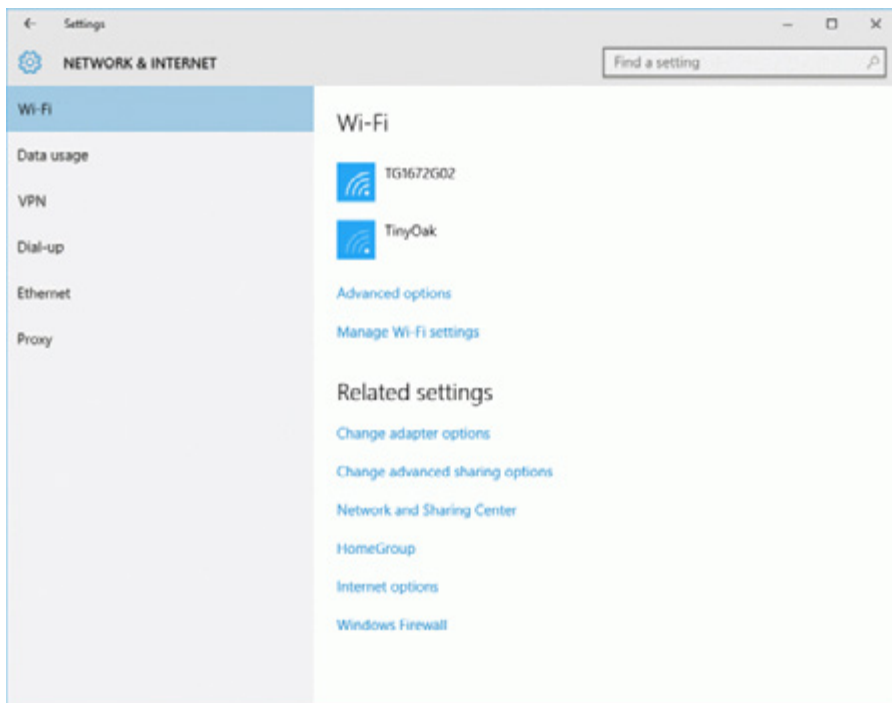 Settings
NETWORK & INTERNET
Find a setting
Wi-Fi
Data usage
VPN
Dial-up
Ethernet
Proxy
Wi-Fi
TG1672G02
TinyOak
Advanced options
Manage Wi-Fi settings
Related settings
Change adapter options
Change advanced sharing options
Network and Sharing Center
HomeGroup
Internet options
Windows Firewall